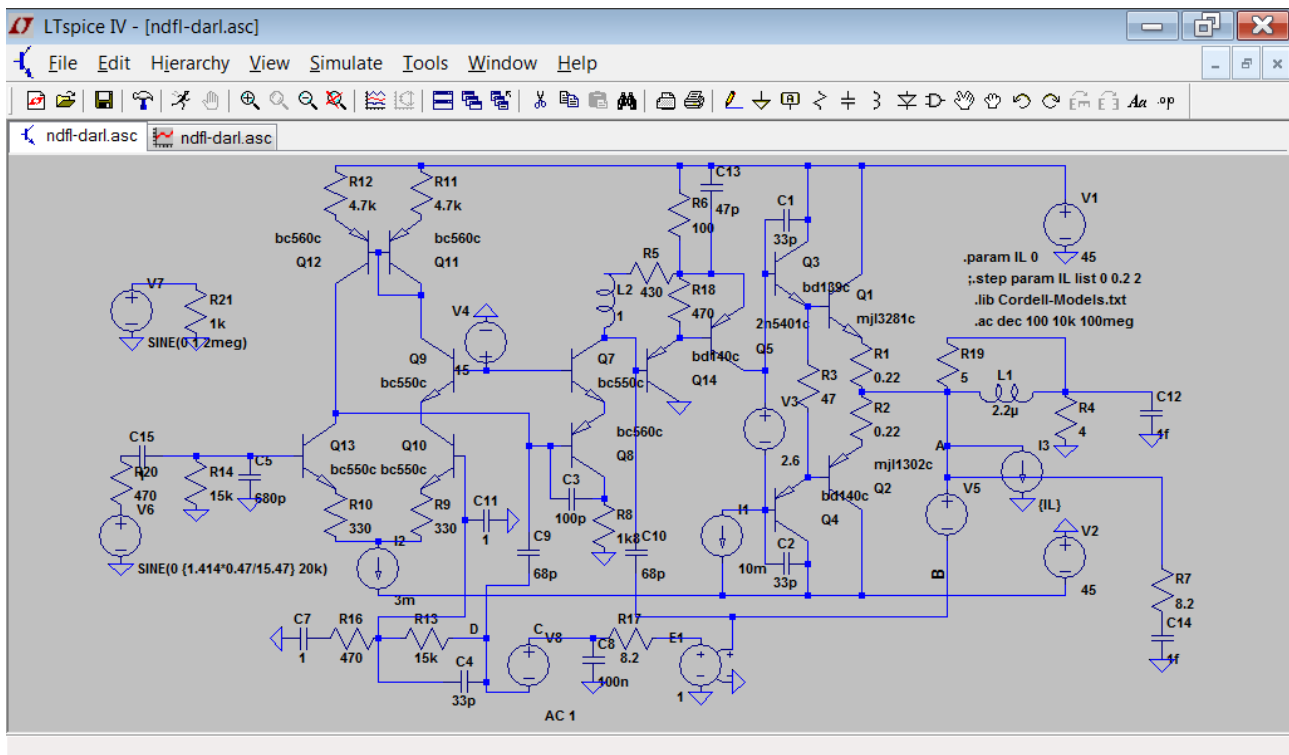 LTspice IV - [ndfl-darl.asc]
File Edit Hierarchy View Simulate Tools Window Help
Aa .op
ndfl-darl.asc
ndfl-darl.asc
R12
4.7k
R11
4.7k
bc560c
Q12
bc560c
Q11
V7
R21
1k
SINE(0 1 2meg)
V4
15
Q9
bc550c
R5
430
L2
1
R6
100
C13
47p
R18
470
C1
33p
Q3
bd139c
Q1
mjl3281c
2n5401c
Q5
bd140c
Q14
Q7
bc550c
bc560c
Q8
V1
45
.param IL 0
;.step param IL list 0 0.2 2
.lib Cordell-Models.txt
.ac dec 100 10k 100meg
R1
0.22
R3
47
R2
0.22
V3
2.6
mjl1302c
Q2
bd140c
Q4
R19
5
L1
2.2µ
R4
4
C12
1f
A
I3
{IL}
V5
B
V2
45
R7
8.2
C14
1f
C15
R20
470
R14
15k
C5
680p
V6
SINE(0 {1.414*0.47/15.47} 20k)
Q13
bc550c
Q10
bc550c
R10
330
R9
330
C11
1
I2
3m
C3
100p
R8
1k8
C9
68p
C10
68p
I1
10m
C2
33p
C7
1
R16
470
R13
15k
D
C4
33p
C
V8
AC 1
C8
100n
R17
8.2
E1
1